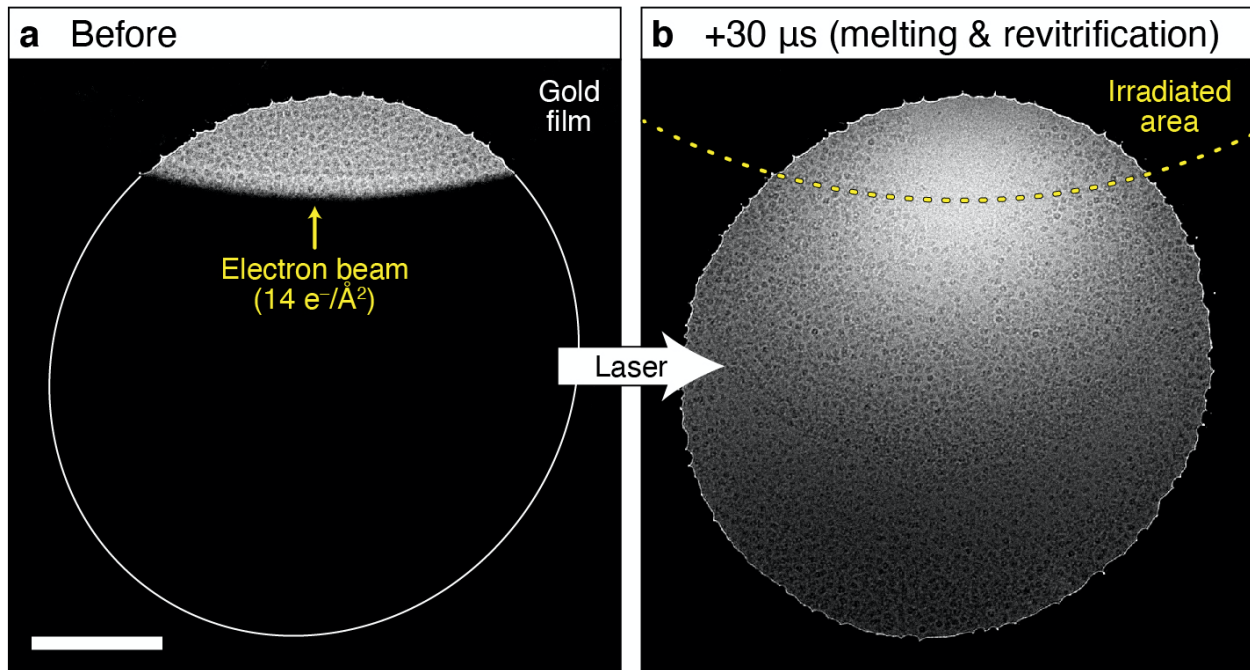 a Before
Gold
film
Electron beam
(14 e⁻/Å²)
Laser
b +30 µs (melting & revitrification)
Irradiated
area